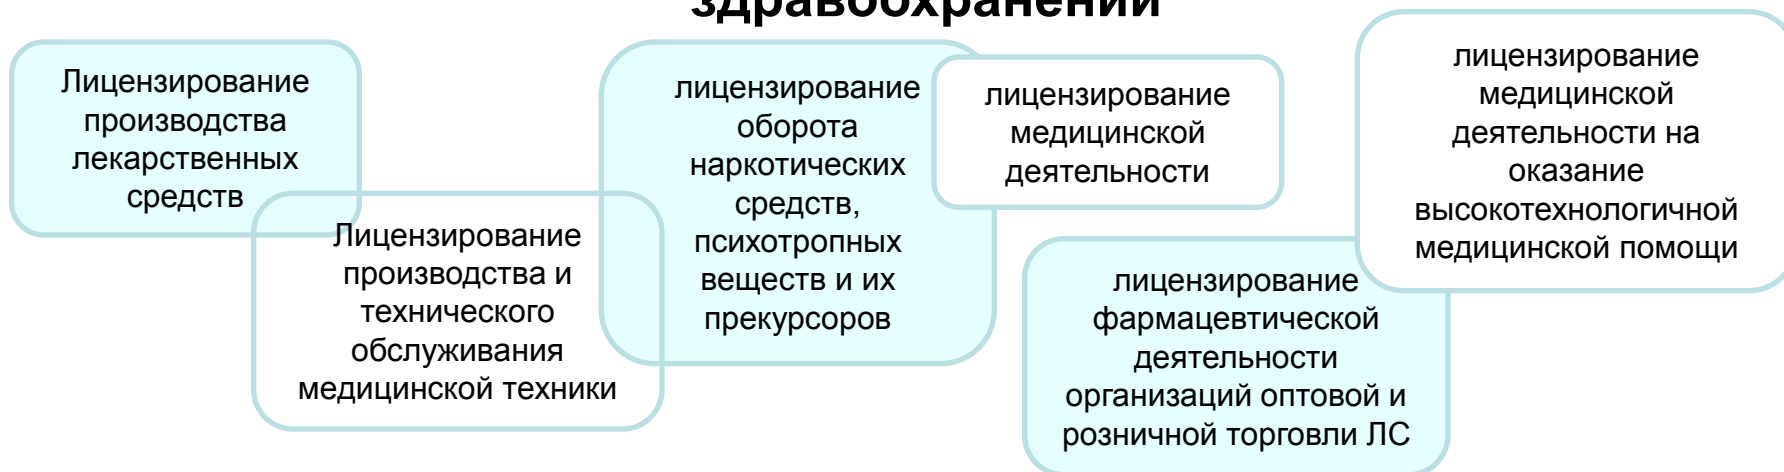 здравоохранении
Лицензирование
производства
лекарственных
средств
Лицензирование
производства и
технического
обслуживания
медицинской техники
лицензирование
оборота
наркотических
средств,
психотропных
веществ и их
прекурсоров
лицензирование
медицинской
деятельности
лицензирование
фармацевтической
деятельности
организаций оптовой и
розничной торговли ЛС
лицензирование
медицинской
деятельности на
оказание
высокотехнологичной
медицинской помощи